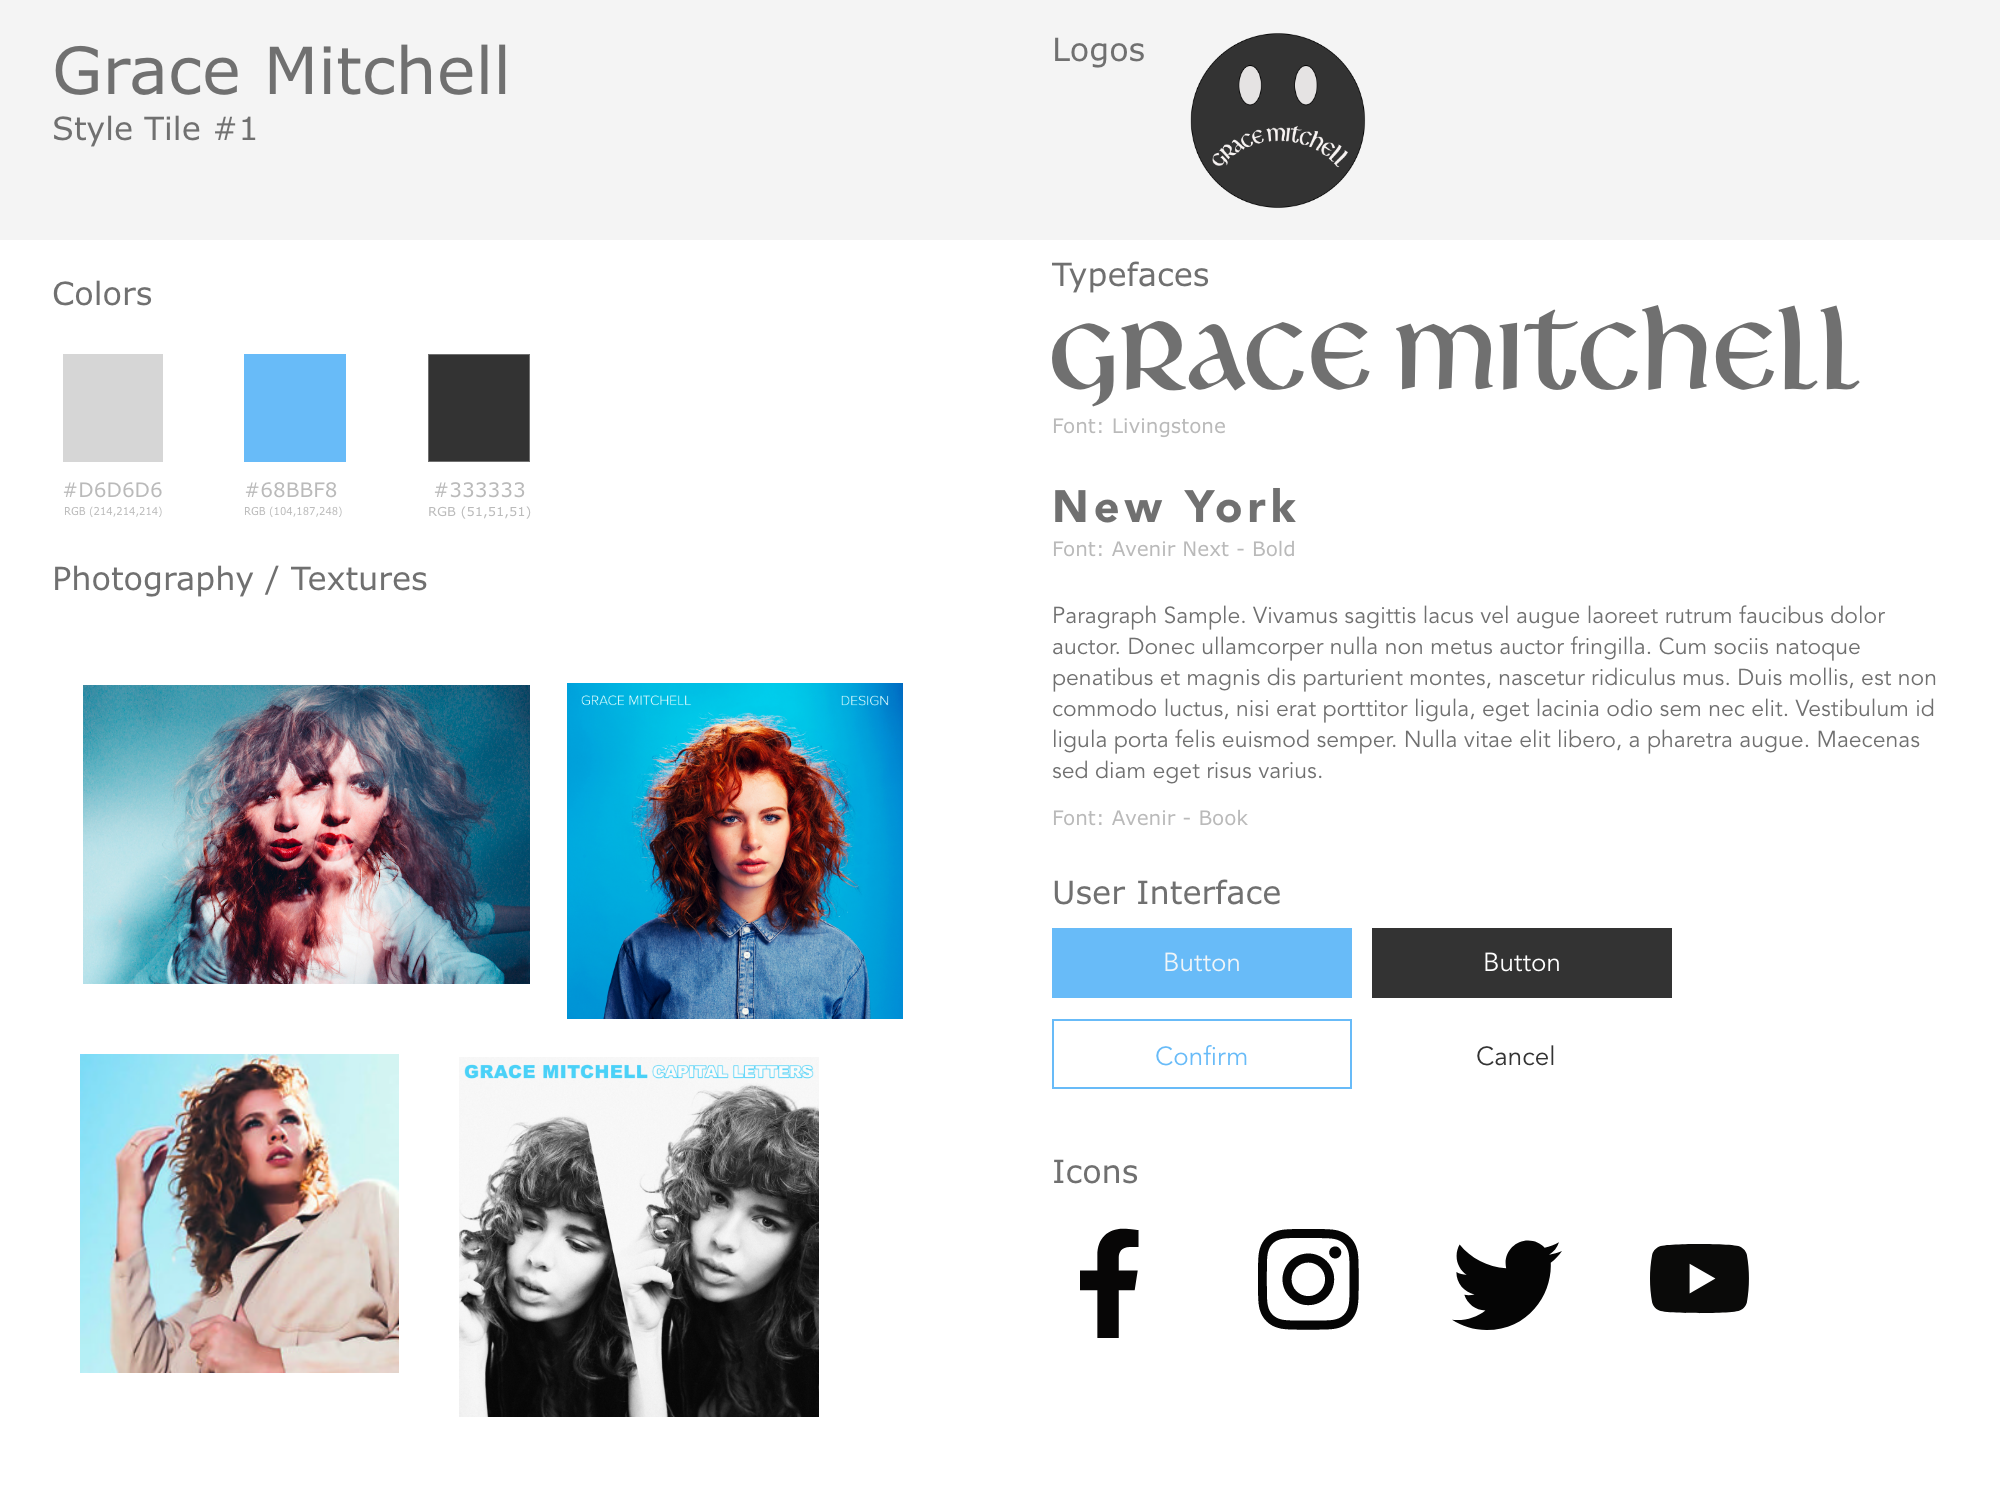 Grace Mitchell
Style Tile #1
Logos
GRACE MITCHELL
Colors
#D6D6D6
RGB (214,214,214)
#68BBF8
RGB (104,187,248)
#333333
RGB (51,51,51)
Photography / Textures
GRACE MITCHELL
DESIGN
GRACE MITCHELL CAPITAL LETTERS
Typefaces
GRACE MITCHELL
Font: Livingstone
New York
Font: Avenir Next - Bold
Paragraph Sample. Vivamus sagittis lacus vel augue laoreet rutrum faucibus dolor
auctor. Donec ullamcorper nulla non metus auctor fringilla. Cum sociis natoque
penatibus et magnis dis parturient montes, nascetur ridiculus mus. Duis mollis, est non
commodo luctus, nisi erat porttitor ligula, eget lacinia odio sem nec elit. Vestibulum id
ligula porta felis euismod semper. Nulla vitae elit libero, a pharetra augue. Maecenas
sed diam eget risus varius.
Font: Avenir - Book
User Interface
Button
Button
Confirm
Cancel
Icons